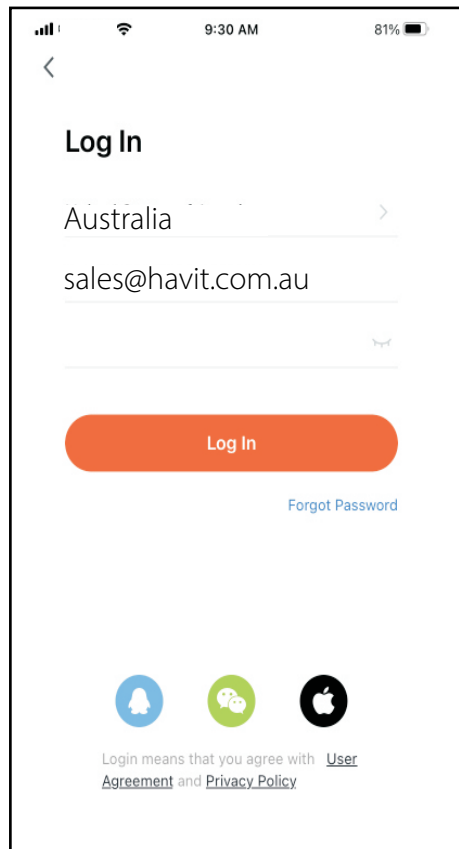 9:30 AM 81%
Log In
Australia
sales@havit.com.au
Log In
Forgot Password
Login means that you agree with User
Agreement and Privacy Policy